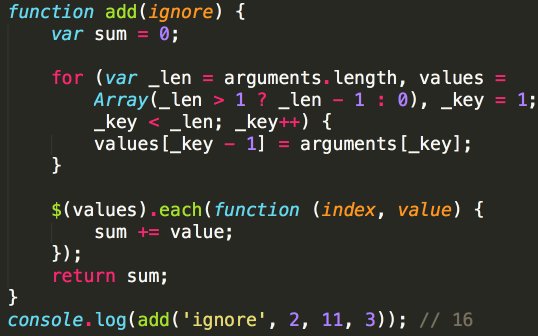 function add(ignore) {
var sum = 0;
for (var _len = arguments.length, values =
Array(_len > 1 ? _len - 1 : 0), _key = 1;
_key < _len; _key++) {
values[_key - 1] = arguments[_key];
}
$(values).each(function (index, value) {
sum += value;
});
return sum;
}
console.log(add('ignore', 2, 11, 3)); // 16